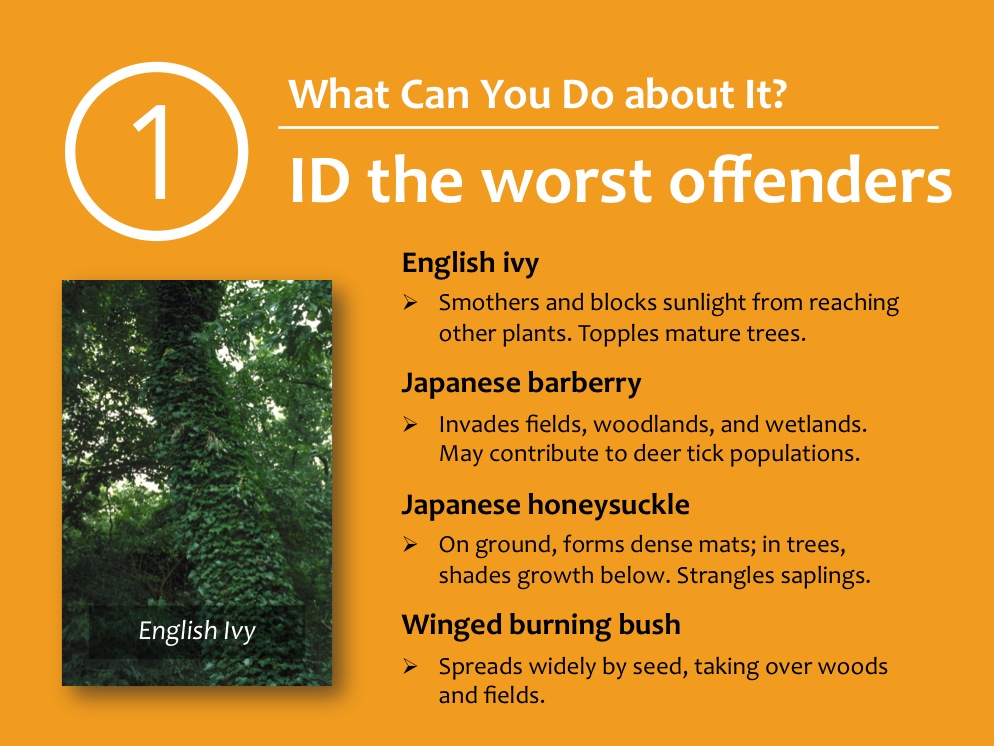 1
What Can You Do about It?
ID the worst offenders
English ivy
➢ Smothers and blocks sunlight from reaching
other plants. Topples mature trees.
Japanese barberry
➢ Invades fields, woodlands, and wetlands.
May contribute to deer tick populations.
Japanese honeysuckle
➢ On ground, forms dense mats; in trees,
shades growth below. Strangles saplings.
Winged burning bush
➢ Spreads widely by seed, taking over woods
and fields.
English Ivy